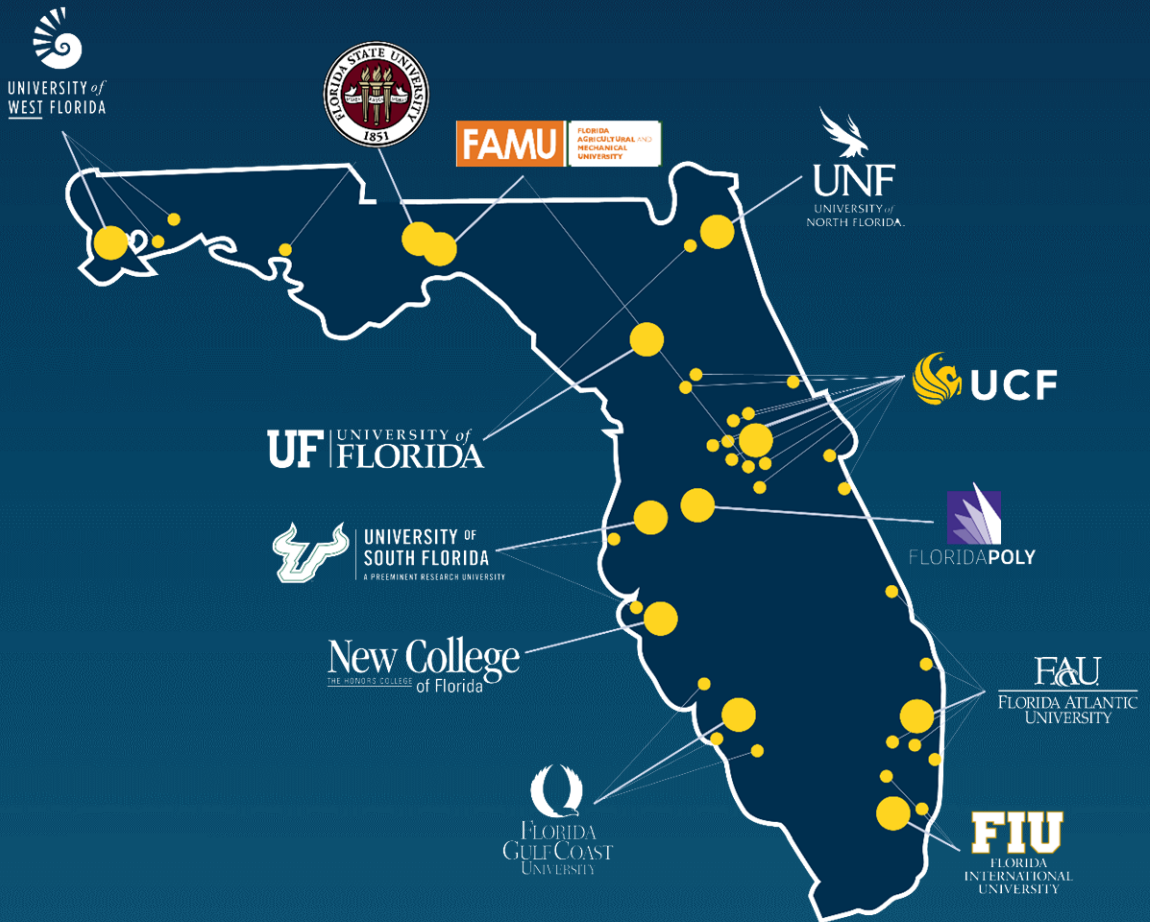 UNIVERSITY of
WEST FLORIDA
FLORIDA STATE UNIVERSITY
1851
FAMU
FLORIDA
AGRICULTURAL AND
MECHANICAL
UNIVERSITY
UNF
UNIVERSITY of
NORTH FLORIDA.
UCF
UF
UNIVERSITY of
FLORIDA
UNIVERSITY OF
SOUTH FLORIDA
A PREEMINENT RESEARCH UNIVERSITY
FLORIDAPOLY
New College
THE HONORS COLLEGE
of Florida
FAU
FLORIDA ATLANTIC
UNIVERSITY
FLORIDA
GULF COAST
UNIVERSITY
FIU
FLORIDA
INTERNATIONAL
UNIVERSITY